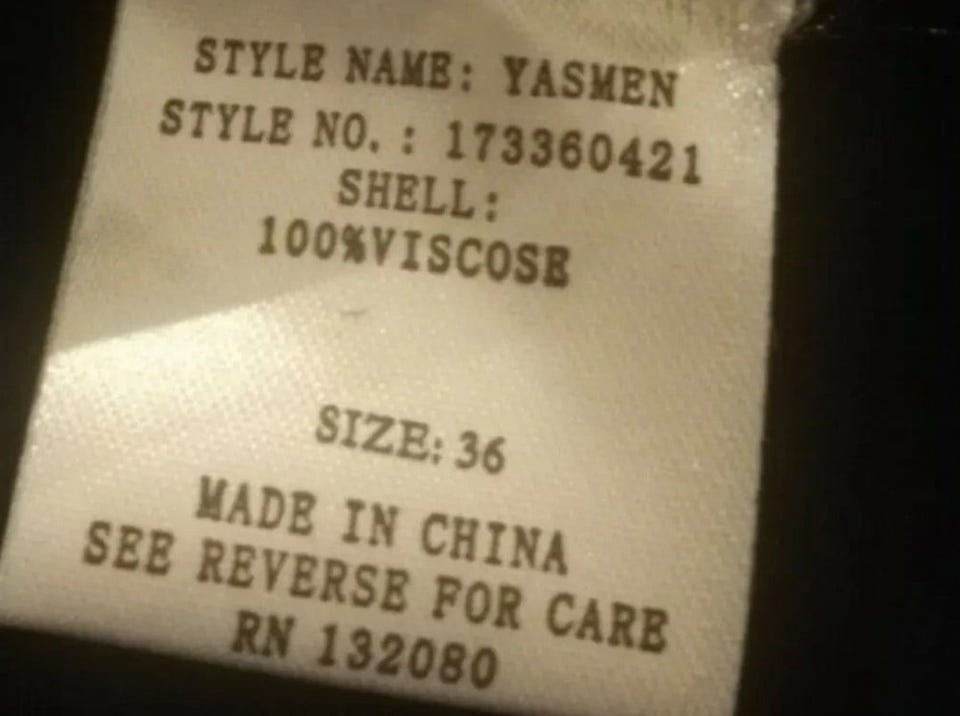 STYLE NAME: YASMEN
STYLE NO. : 173360421
SHELL:
100%VISCOSE
SIZE: 36
MADE IN CHINA
SEE REVERSE FOR CARE
RN 132080